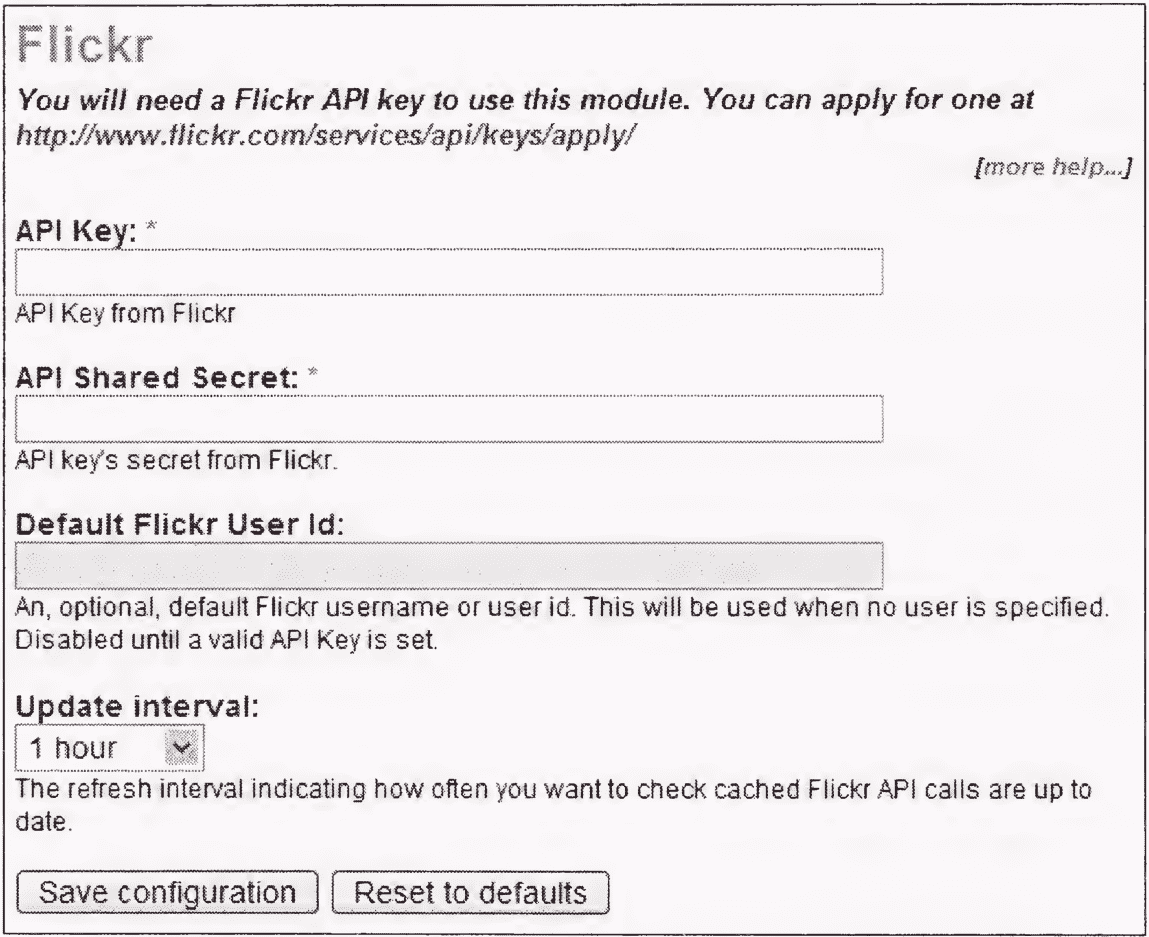 Flickr
You will need a Flickr API key to use this module. You can apply for one at
http://www.flickr.com/services/api/keys/apply/
[more help...]
API Key: *
API Key from Flickr
API Shared Secret: *
API key's secret from Flickr.
Default Flickr User Id:
An, optional, default Flickr username or user id. This will be used when no user is specified.
Disabled until a valid API Key is set.
Update interval:
1 hour
The refresh interval indicating how often you want to check cached Flickr API calls are up to
date.
Save configuration Reset to defaults